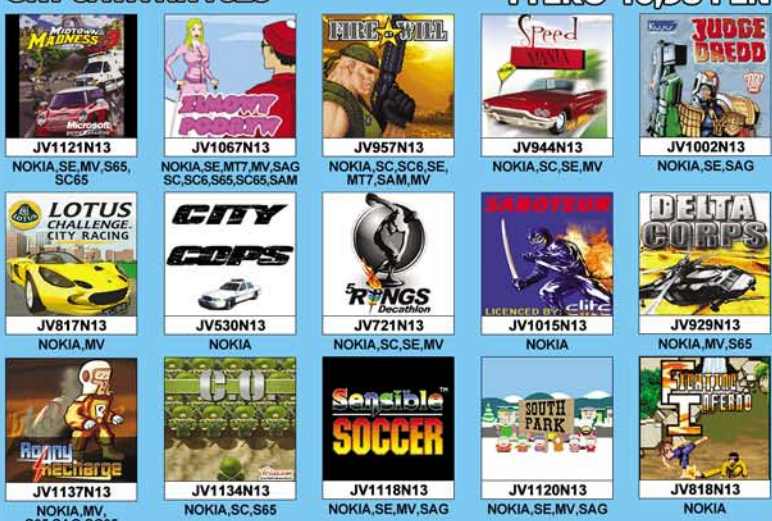 MIDTOWN
MADNESS 3
Microsoft
JV1121N13
NOKIA,SE,MV,S65,
SC65
ZIMOWY
PODRYW
JV1067N13
NOKIA,SE,MT7,MV,SAG
SC,SC6,S65,SC65,SAM
FIRE AT WILL
JV957N13
NOKIA,SC,SC6,SE,
MT7,SAM,MV
Speed
MANIA
JV944N13
NOKIA,SC,SE,MV
JUDGE
DREDD
JV1002N13
NOKIA,SE,SAG
LOTUS
CHALLENGE.
CITY RACING
JV817N13
NOKIA,MV
CITY
COPS
JV530N13
NOKIA
5 RINGS
Decathlon
JV721N13
NOKIA,SC,SE,MV
SABOTEUR
LICENCED BY: elite
JV1015N13
NOKIA
DELTA
CORPS
JV929N13
NOKIA,MV,S65
Ronny
Recharge
JV1137N13
NOKIA,MV,
C.O
JV1134N13
NOKIA,SC,S65
Sensible™
SOCCER
JV1118N13
NOKIA,SE,MV,SAG
SOUTH
PARK
JV1120N13
NOKIA,SE,MV,SAG
FIGHTING
INFERNO
JV818N13
NOKIA